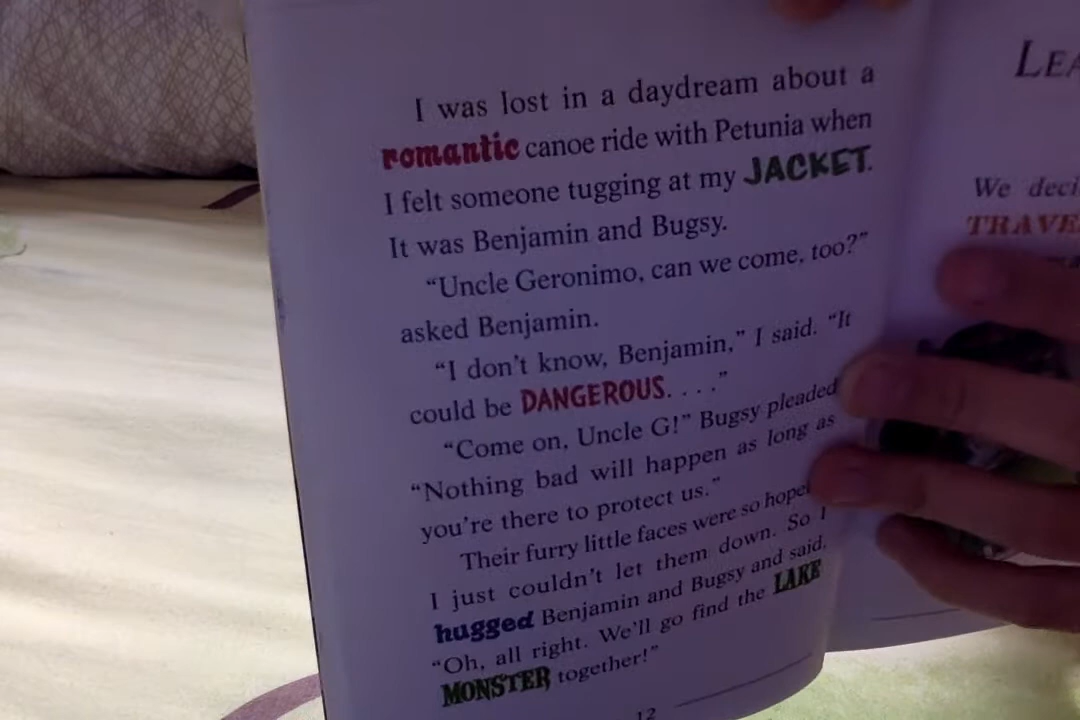 I was lost in a daydream about a
romantic canoe ride with Petunia when
I felt someone tugging at my JACKET.
It was Benjamin and Bugsy.
“Uncle Geronimo, can we come, too?”
asked Benjamin.
“I don’t know, Benjamin,” I said. “It
could be DANGEROUS. . . .”
“Come on, Uncle G!” Bugsy pleaded
“Nothing bad will happen as long as
you’re there to protect us.”
Their furry little faces were so
I just couldn’t let them down. So I
hugged Benjamin and Bugsy and said,
“Oh, all right. We’ll go find the LAKE
MONSTER together!”
12
We